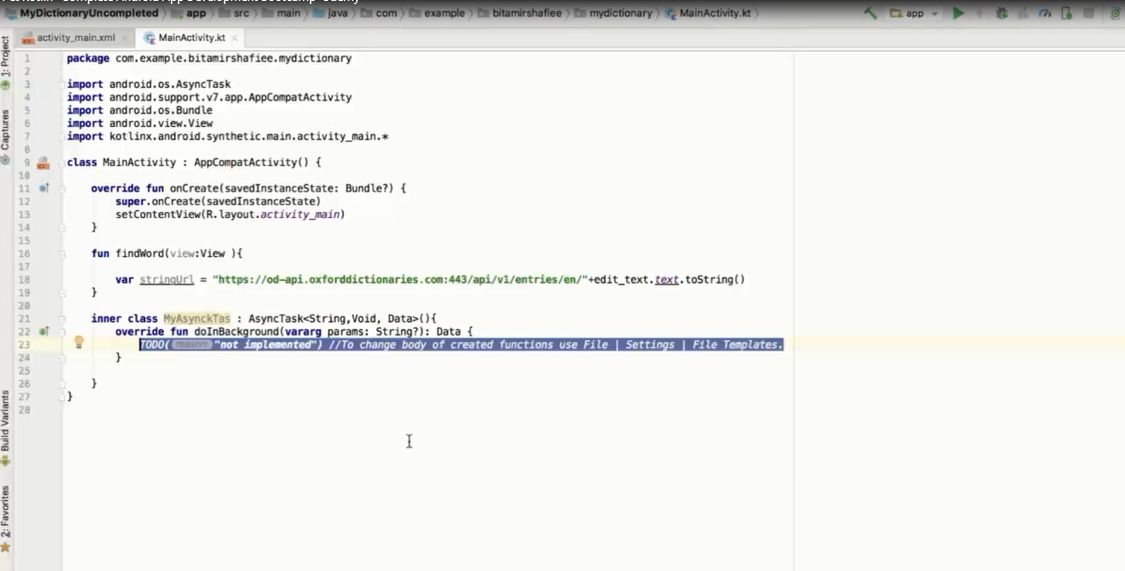 MyDictionaryUncompleted app src main java com example bitamirshafiee mydictionary MainActivity.kt app
activity_main.xml MainActivity.kt
1: Project
Captures
Build Variants
2: Favorites
1 package com.example.bitamirshafiee.mydictionary
2
3 import android.os.AsyncTask
4 import android.support.v7.app.AppCompatActivity
5 import android.os.Bundle
6 import android.view.View
7 import kotlinx.android.synthetic.main.activity_main.*
8
9 class MainActivity : AppCompatActivity() {
10
11 override fun onCreate(savedInstanceState: Bundle?) {
12 super.onCreate(savedInstanceState)
13 setContentView(R.layout.activity_main)
14 }
15
16 fun findWord(view:View ){
17
18 var stringUrl = "https://od-api.oxforddictionaries.com:443/api/v1/entries/en/"+edit_text.text.toString()
19 }
20
21 inner class MyAsynckTas : AsyncTask<String,Void, Data>(){
22 override fun doInBackground(vararg params: String?): Data {
23 TODO( reason: "not implemented") //To change body of created functions use File | Settings | File Templates.
24 }
25
26 }
27 }
28